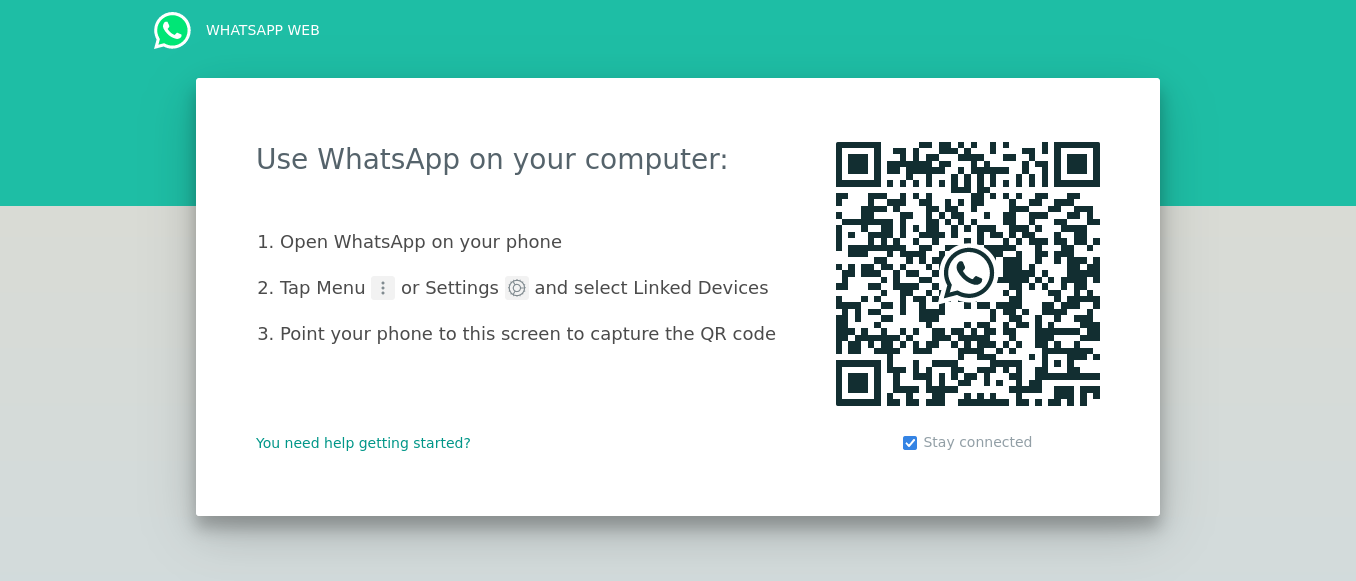 WHATSAPP WEB
Use WhatsApp on your computer:
1. Open WhatsApp on your phone
2. Tap Menu or Settings and select Linked Devices
3. Point your phone to this screen to capture the QR code
You need help getting started?
Stay connected